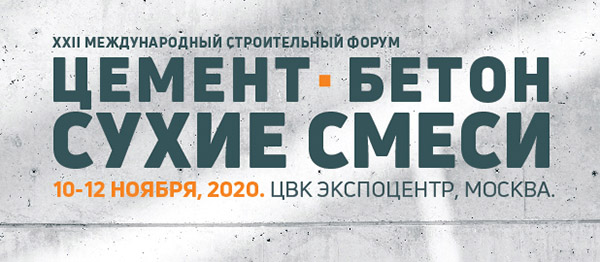 XXII МЕЖДУНАРОДНЫЙ СТРОИТЕЛЬНЫЙ ФОРУМ
ЦЕМЕНТ · БЕТОН
СУХИЕ СМЕСИ
10-12 НОЯБРЯ, 2020. ЦВК ЭКСПОЦЕНТР, МОСКВА.